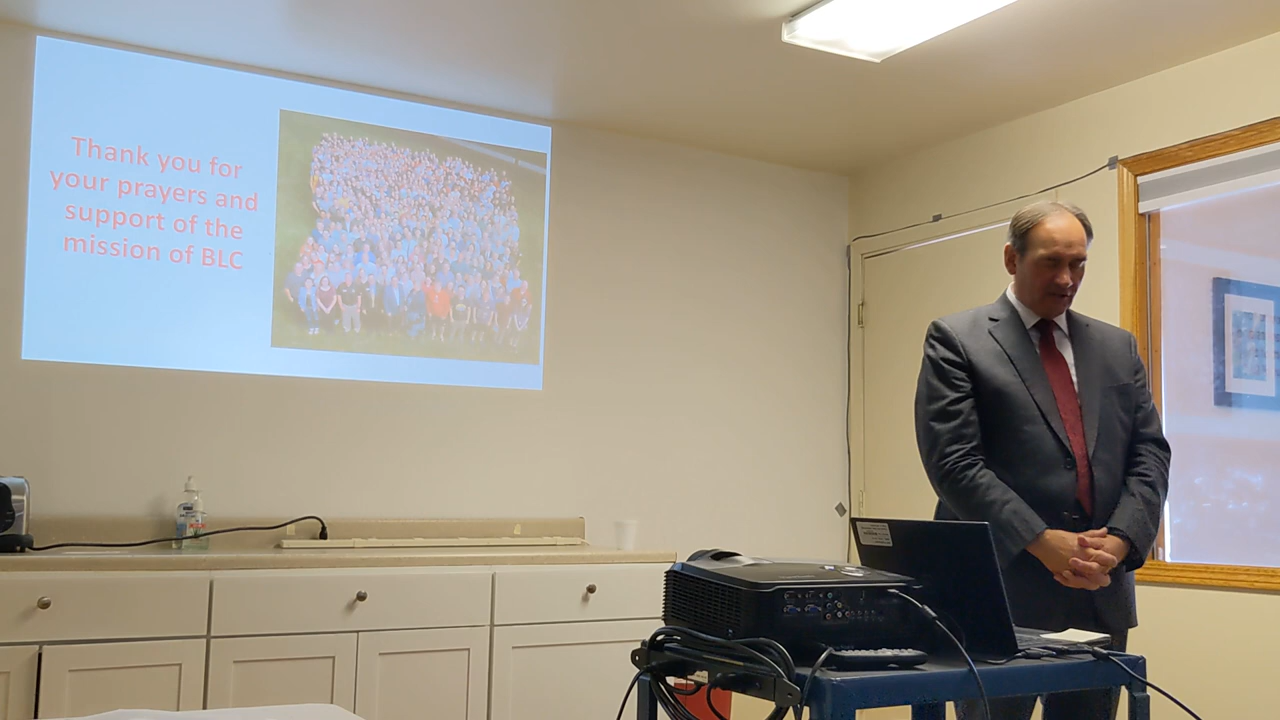 Thank you for
your prayers and
support of the
mission of BLC